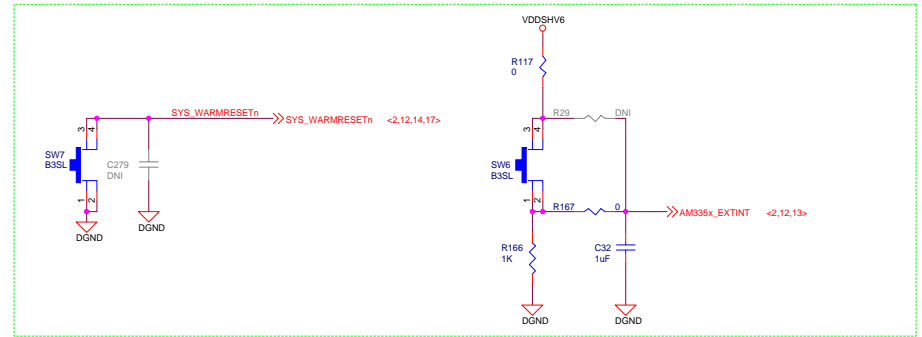 VDDSHV6
R117
0
R29
DNI
SYS_WARMRESETn
SYS_WARMRESETn <2,12,14,17>
3
4
SW7
B3SL
C279
DNI
1
2
DGND
DGND
3
4
SW6
B3SL
1
2
R167
0
AM335x_EXTINT <2,12,13>
R166
1K
C32
1uF
DGND
DGND